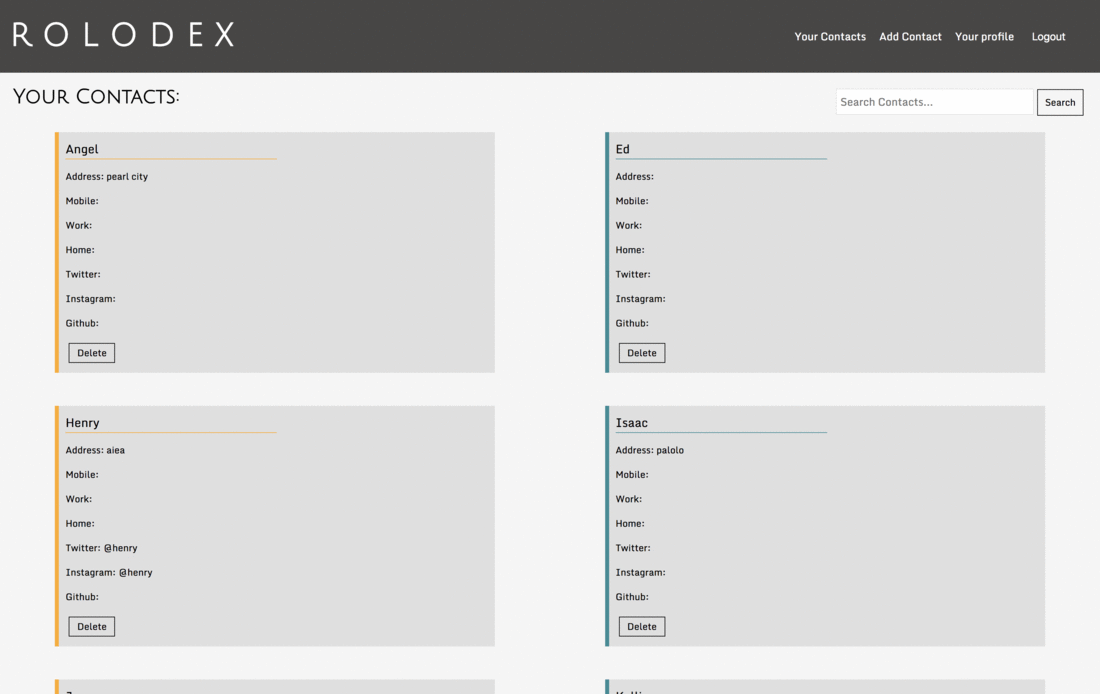 ROLODEX
Your Contacts Add Contact Your profile Logout
Your Contacts:
Search Contacts... Search
Angel
Address: pearl city
Mobile:
Work:
Home:
Twitter:
Instagram:
Github:
Delete
Ed
Address:
Mobile:
Work:
Home:
Twitter:
Instagram:
Github:
Delete
Henry
Address: aiea
Mobile:
Work:
Home:
Twitter: @henry
Instagram: @henry
Github:
Delete
Isaac
Address: palolo
Mobile:
Work:
Home:
Twitter:
Instagram:
Github:
Delete